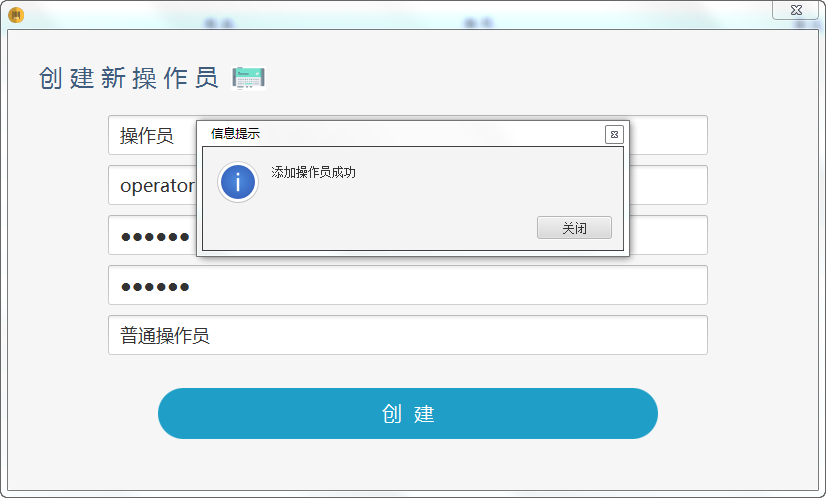 创建新操作员
操作员
信息提示
添加操作员成功
关闭
operator
●●●●●●
●●●●●●
普通操作员
创 建